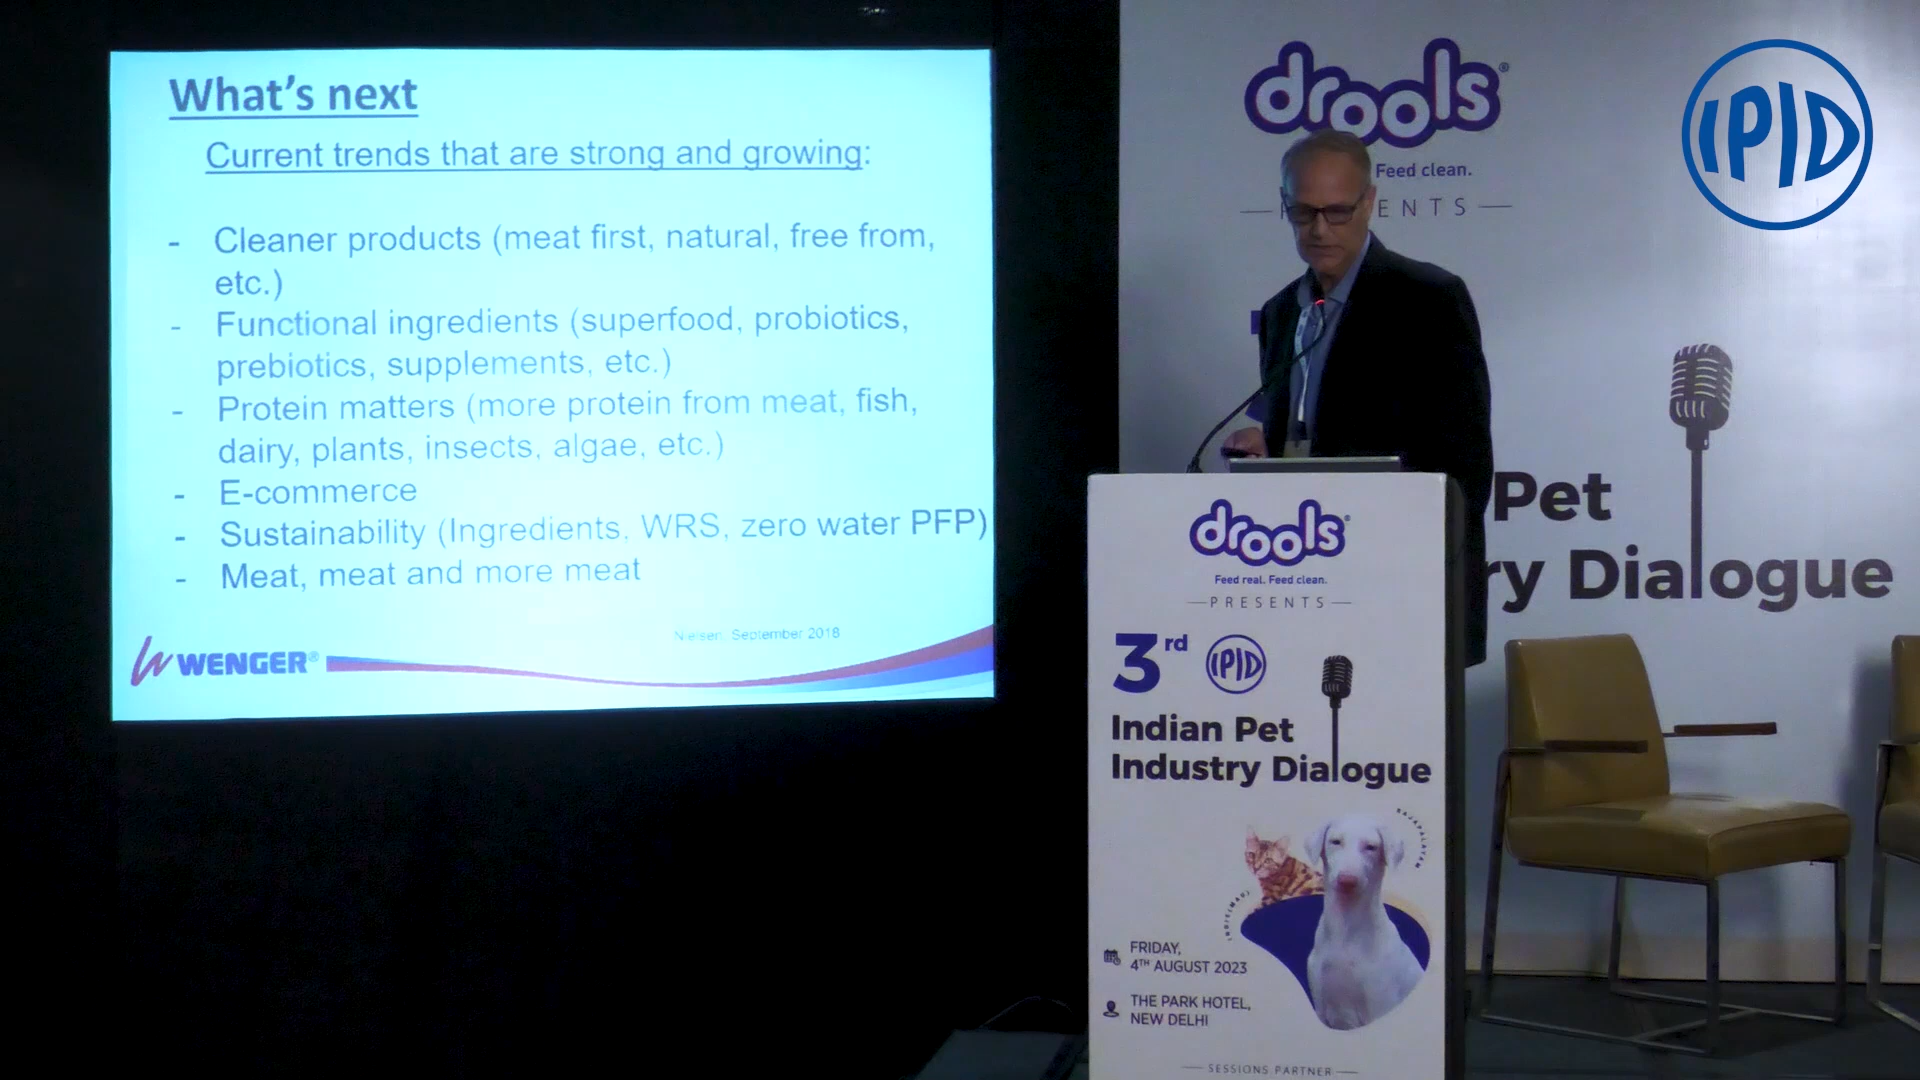 What's next
Current trends that are strong and growing:
- Cleaner products (meat first, natural, free from,
etc.)
- Functional ingredients (superfood, probiotics,
prebiotics, supplements, etc.)
- Protein matters (more protein from meat, fish,
dairy, plants, insects, algae, etc.)
- E-commerce
- Sustainability (Ingredients, WRS, zero water PFP)
- Meat, meat and more meat
Nielsen, September 2018
WENGER®
drools®
Feed clean.
ENTS
IPID
Pet
ry Dialogue
drools®
Feed real. Feed clean.
PRESENTS
3rd
IPID
Indian Pet
Industry Dialogue
RAJAPALAYAM
FRIDAY,
4TH AUGUST 2023
THE PARK HOTEL,
NEW DELHI
SESSIONS PARTNER